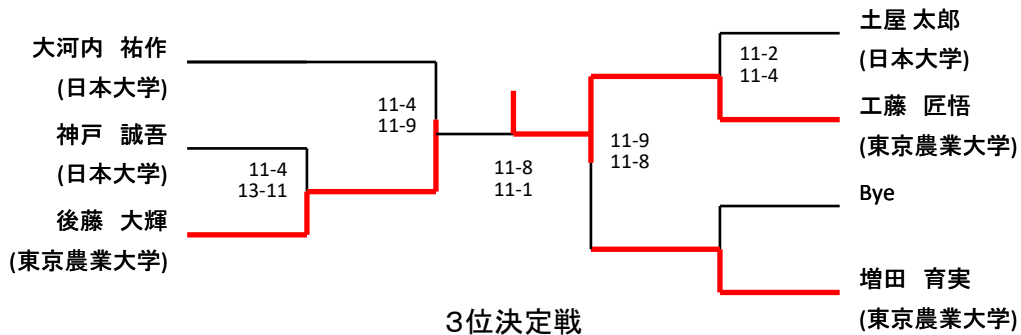 大河内　祐作
(日本大学)
神戸　誠吾
(日本大学)
後藤　大輝
(東京農業大学)
11-4
13-11
11-4
11-9
11-8
11-1
11-9
11-8
11-2
11-4
土屋 太郎
(日本大学)
工藤　匠悟
(東京農業大学)
Bye
増田　育実
(東京農業大学)
３位決定戦